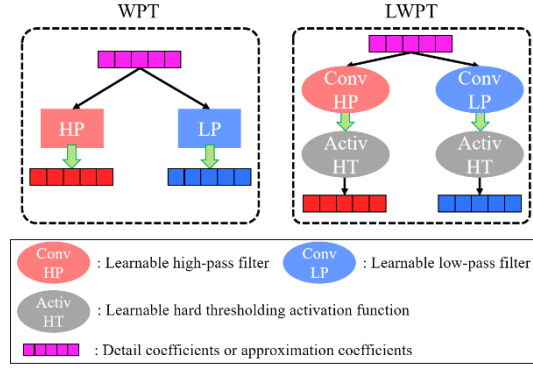 WPT
LWPT
HP
LP
Conv
HP
Conv
LP
Activ
HT
Activ
HT
Conv
HP
: Learnable high-pass filter
Conv
LP
: Learnable low-pass filter
Activ
HT
: Learnable hard thresholding activation function
: Detail coefficients or approximation coefficients